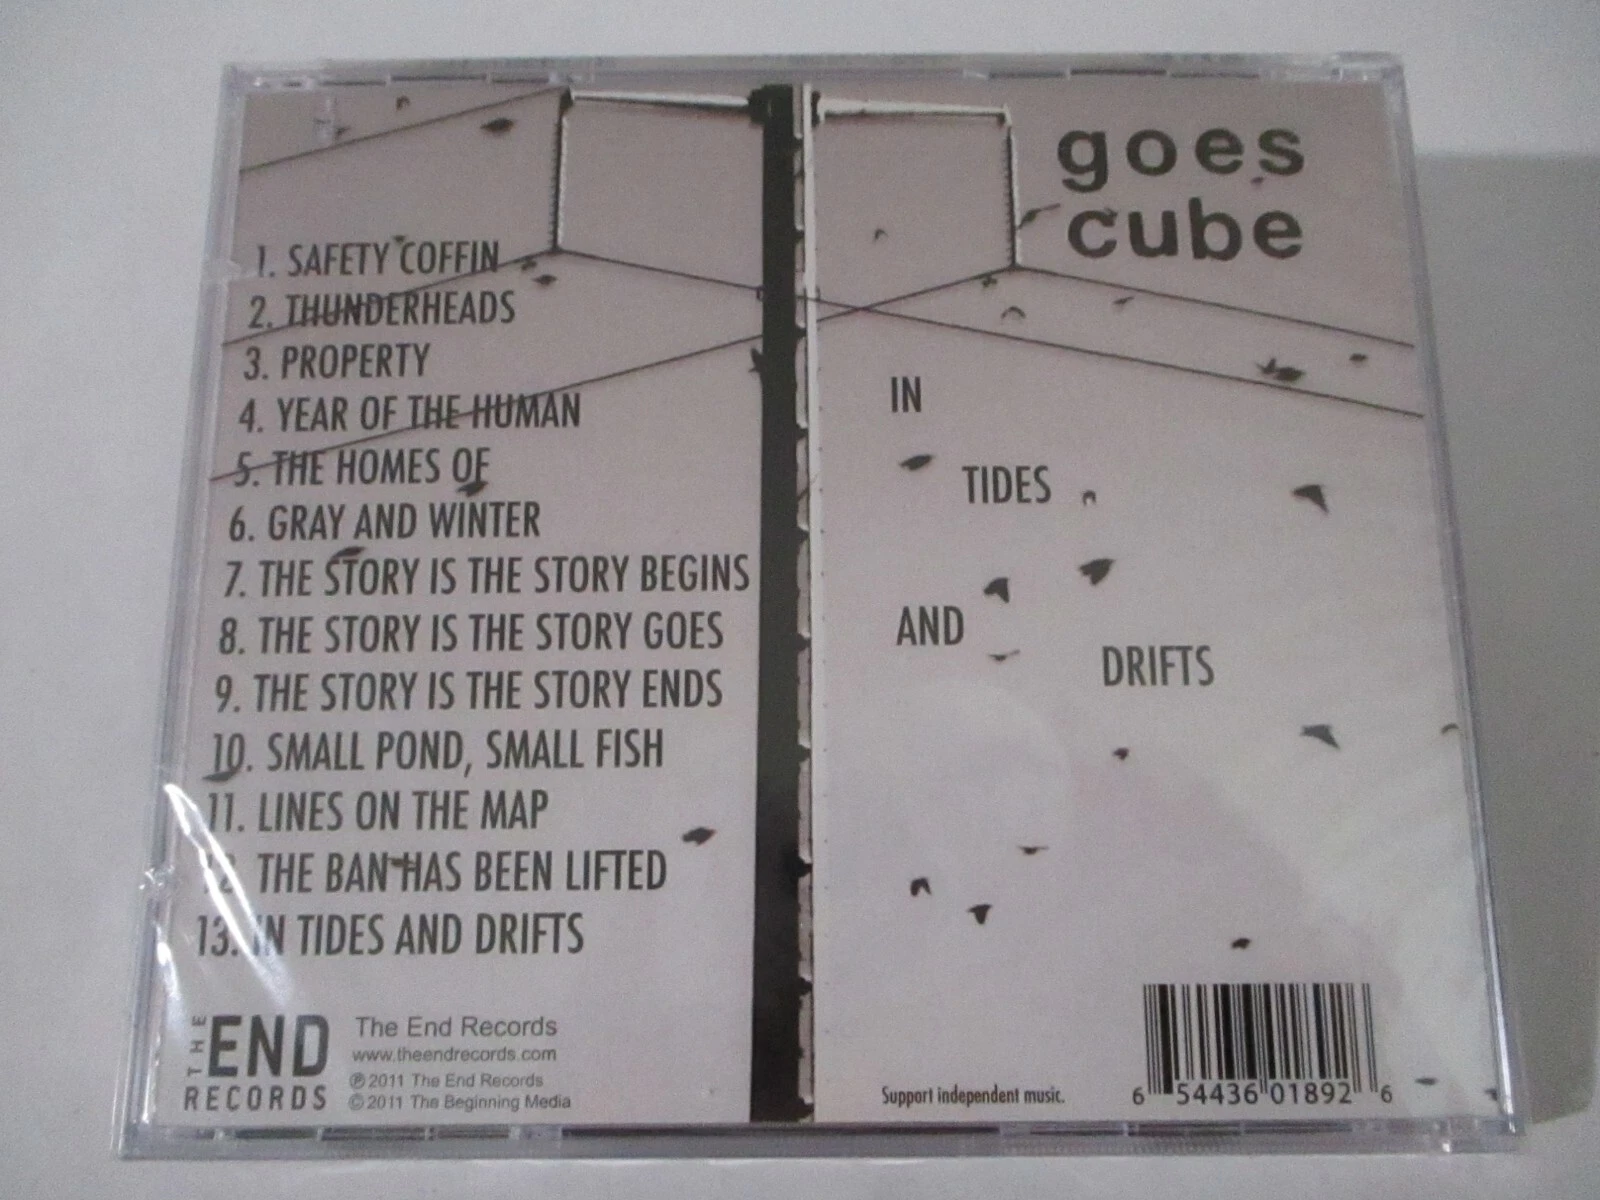 goes
cube
1. SAFETY COFFIN
2. THUNDERHEADS
3. PROPERTY
4. YEAR OF THE HUMAN
5. THE HOMES OF
6. GRAY AND WINTER
7. THE STORY IS THE STORY BEGINS
8. THE STORY IS THE STORY GOES
9. THE STORY IS THE STORY ENDS
10. SMALL POND, SMALL FISH
11. LINES ON THE MAP
12. THE BAN HAS BEEN LIFTED
13. IN TIDES AND DRIFTS
IN
TIDES
AND
DRIFTS
THE END
RECORDS
The End Records
www.theendrecords.com
℗ 2011 The End Records
© 2011 The Beginning Media
Support independent music.
6 54436 01892 6